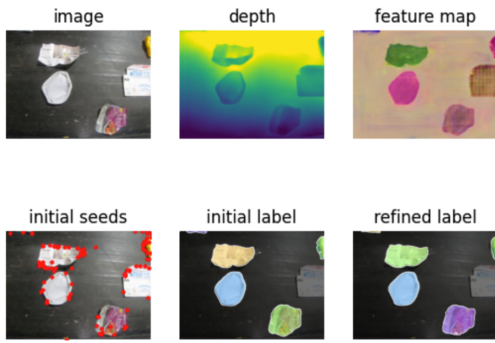 image
depth
feature map
initial seeds
initial label
refined label